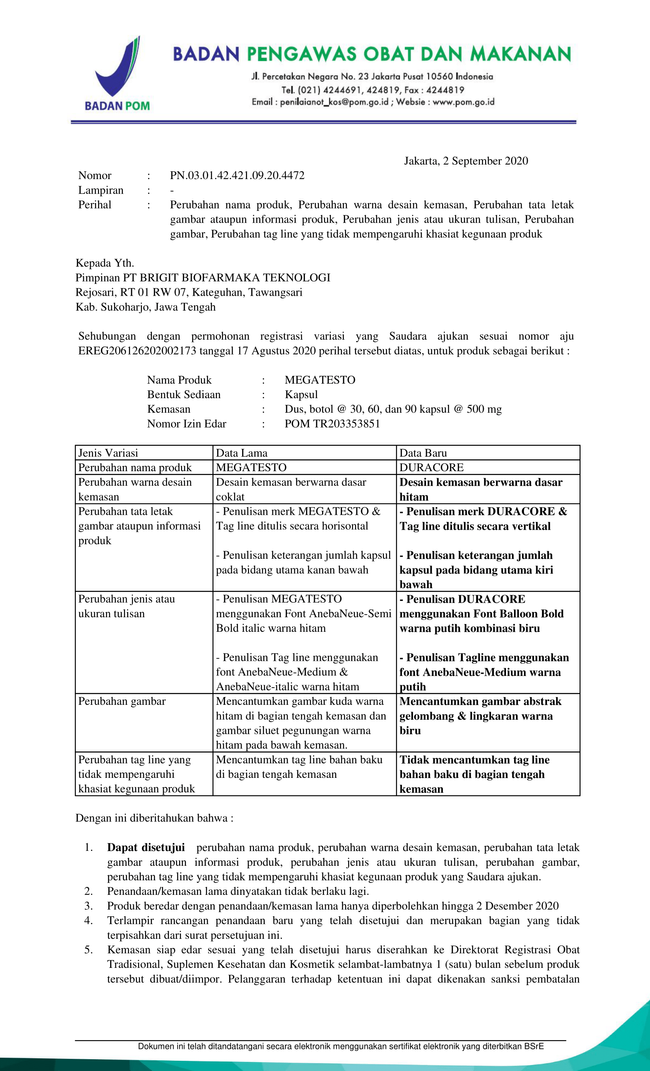 BADAN POM
BADAN PENGAWAS OBAT DAN MAKANAN
Jl. Percetakan Negara No. 23 Jakarta Pusat 10560 Indonesia
Tel. (021) 4244691, 424819, Fax : 4244819
Email : penilaianot_kos@pom.go.id ; Websie : www.pom.go.id
Jakarta, 2 September 2020
Nomor : PN.03.01.42.421.09.20.4472
Lampiran : -
Perihal : Perubahan nama produk, Perubahan warna desain kemasan, Perubahan tata letak
gambar ataupun informasi produk, Perubahan jenis atau ukuran tulisan, Perubahan
gambar, Perubahan tag line yang tidak mempengaruhi khasiat kegunaan produk
Kepada Yth.
Pimpinan PT BRIGIT BIOFARMAKA TEKNOLOGI
Rejosari, RT 01 RW 07, Kateguhan, Tawangsari
Kab. Sukoharjo, Jawa Tengah
Sehubungan dengan permohonan registrasi variasi yang Saudara ajukan sesuai nomor aju
EREG206126202002173 tanggal 17 Agustus 2020 perihal tersebut diatas, untuk produk sebagai berikut :
Nama Produk : MEGATESTO
Bentuk Sediaan : Kapsul
Kemasan : Dus, botol @ 30, 60, dan 90 kapsul @ 500 mg
Nomor Izin Edar : POM TR203353851
Jenis Variasi Data Lama Data Baru
Perubahan nama produk MEGATESTO DURACORE
Perubahan warna desain Desain kemasan berwarna dasar Desain kemasan berwarna dasar
kemasan coklat hitam
Perubahan tata letak - Penulisan merk MEGATESTO & - Penulisan merk DURACORE &
gambar ataupun informasi Tag line ditulis secara horisontal Tag line ditulis secara vertikal
produk
- Penulisan keterangan jumlah kapsul - Penulisan keterangan jumlah
pada bidang utama kanan bawah kapsul pada bidang utama kiri
bawah
Perubahan jenis atau - Penulisan MEGATESTO - Penulisan DURACORE
ukuran tulisan menggunakan Font AnebaNeue-Semi menggunakan Font Balloon Bold
Bold italic warna hitam warna putih kombinasi biru
- Penulisan Tag line menggunakan - Penulisan Tagline menggunakan
font AnebaNeue-Medium & font AnebaNeue-Medium warna
AnebaNeue-italic warna hitam putih
Perubahan gambar Mencantumkan gambar kuda warna Mencantumkan gambar abstrak
hitam di bagian tengah kemasan dan gelombang & lingkaran warna
gambar siluet pegunungan warna biru
hitam pada bawah kemasan.
Perubahan tag line yang Mencantumkan tag line bahan baku Tidak mencantumkan tag line
tidak mempengaruhi di bagian tengah kemasan bahan baku di bagian tengah
khasiat kegunaan produk kemasan
Dengan ini diberitahukan bahwa :
1. Dapat disetujui perubahan nama produk, perubahan warna desain kemasan, perubahan tata letak
gambar ataupun informasi produk, perubahan jenis atau ukuran tulisan, perubahan gambar,
perubahan tag line yang tidak mempengaruhi khasiat kegunaan produk yang Saudara ajukan.
2. Penandaan/kemasan lama dinyatakan tidak berlaku lagi.
3. Produk beredar dengan penandaan/kemasan lama hanya diperbolehkan hingga 2 Desember 2020
4. Terlampir rancangan penandaan baru yang telah disetujui dan merupakan bagian yang tidak
terpisahkan dari surat persetujuan ini.
5. Kemasan siap edar sesuai yang telah disetujui harus diserahkan ke Direktorat Registrasi Obat
Tradisional, Suplemen Kesehatan dan Kosmetik selambat-lambatnya 1 (satu) bulan sebelum produk
tersebut dibuat/diimpor. Pelanggaran terhadap ketentuan ini dapat dikenakan sanksi pembatalan
Dokumen ini telah ditandatangani secara elektronik menggunakan sertifikat elektronik yang diterbitkan BSrE